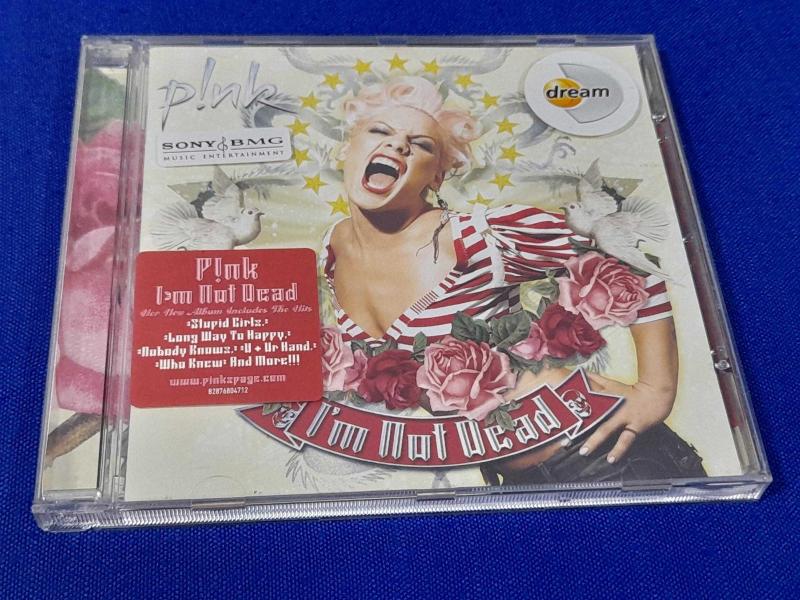 p!nk
dream
SONY BMG
MUSIC ENTERTAINMENT
P!nk
I'm Not Dead
Her New Album Includes The Hits
"Stupid Girls,"
"Long Way To Happy,"
"Nobody Knows," "U + Ur Hand,"
"Who Knew" And More!!!
www.pinkspage.com
82876804712
I'm Not Dead